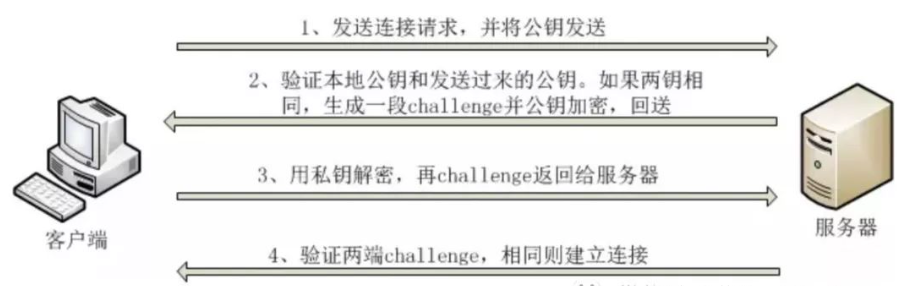 1、发送连接请求，并将公钥发送
2、验证本地公钥和发送过来的公钥。如果两钥相
同，生成一段challenge并公钥加密，回送
3、用私钥解密，再challenge返回给服务器
客户端
服务器
4、验证两端challenge，相同则建立连接